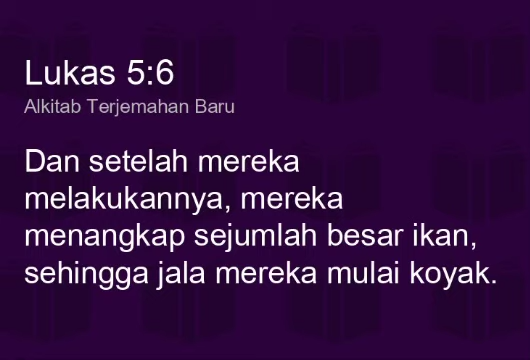 Lukas 5:6
Alkitab Terjemahan Baru
Dan setelah mereka
melakukannya, mereka
menangkap sejumlah besar ikan,
sehingga jala mereka mulai koyak.